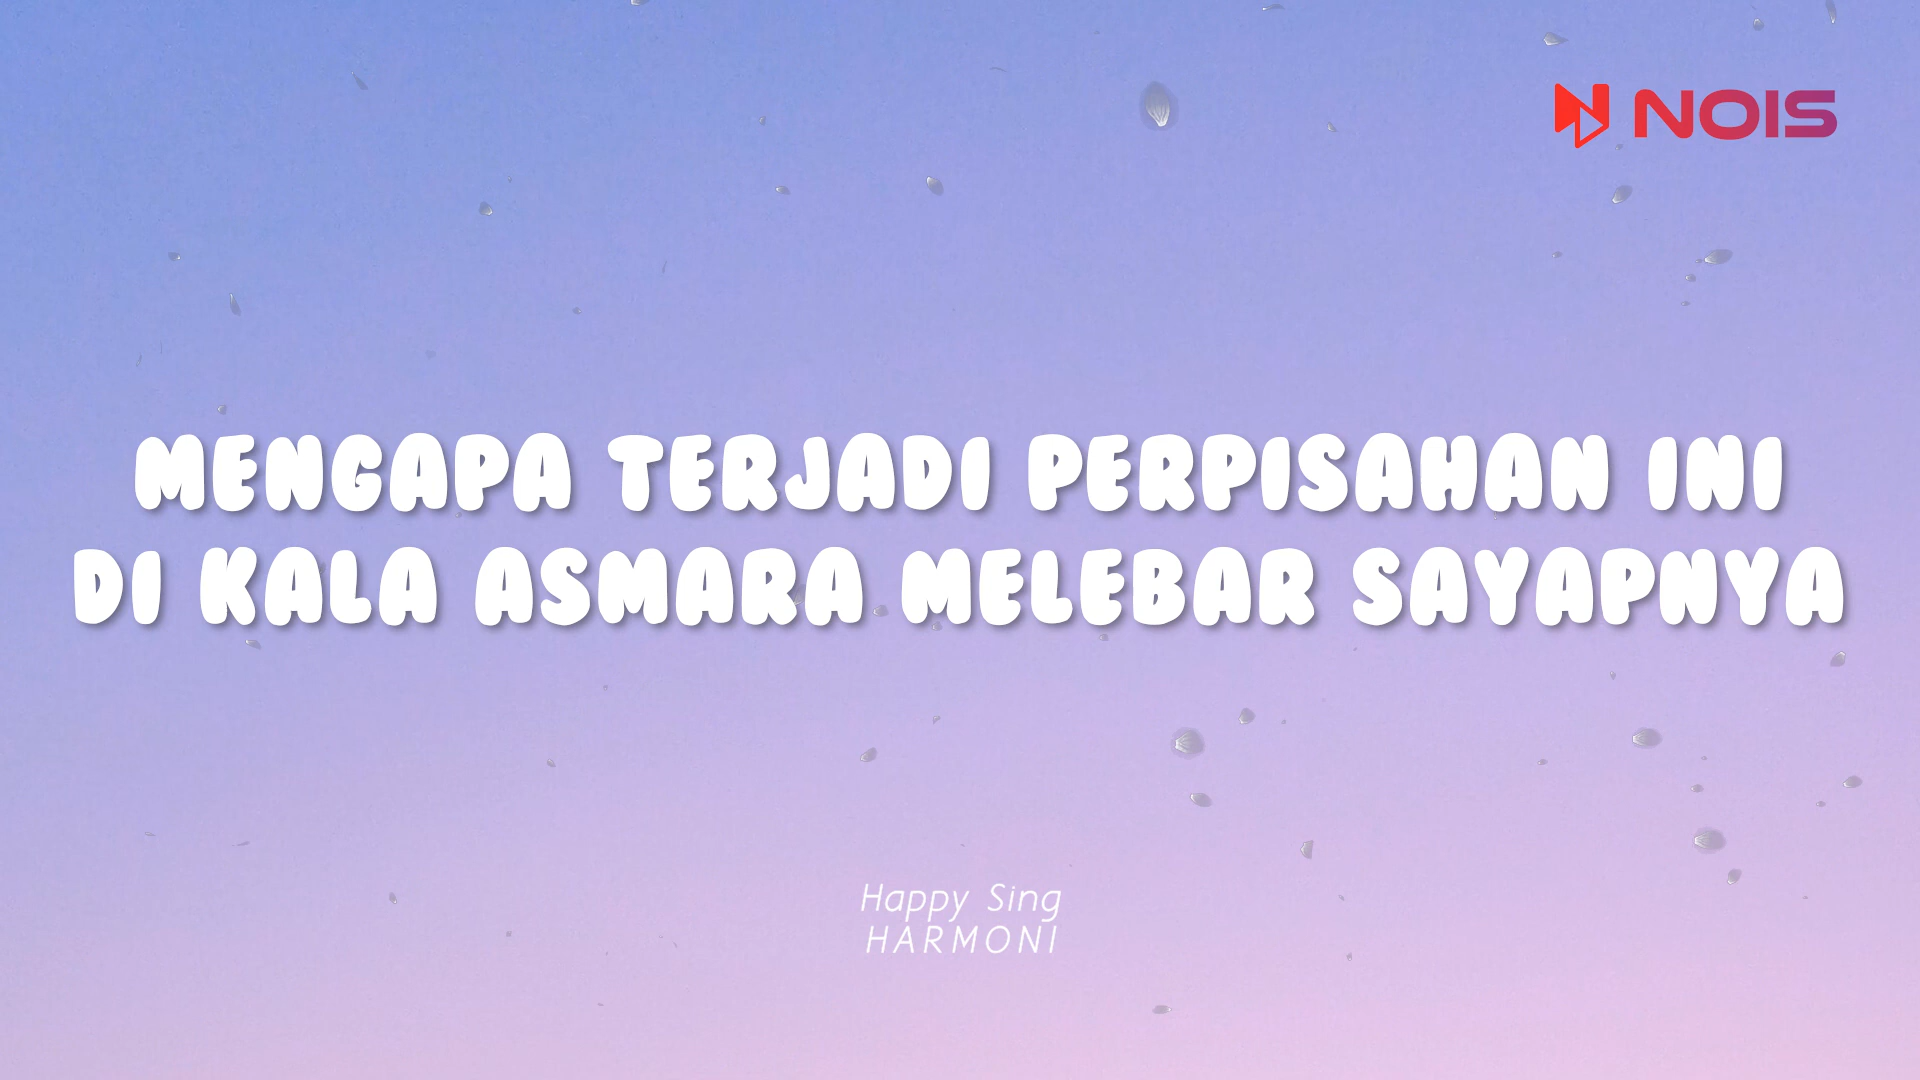 NOIS
MENGAPA TERJADI PERPISAHAN INI
DI KALA ASMARA MELEBAR SAYAPNYA
Happy Sing
HARMONI